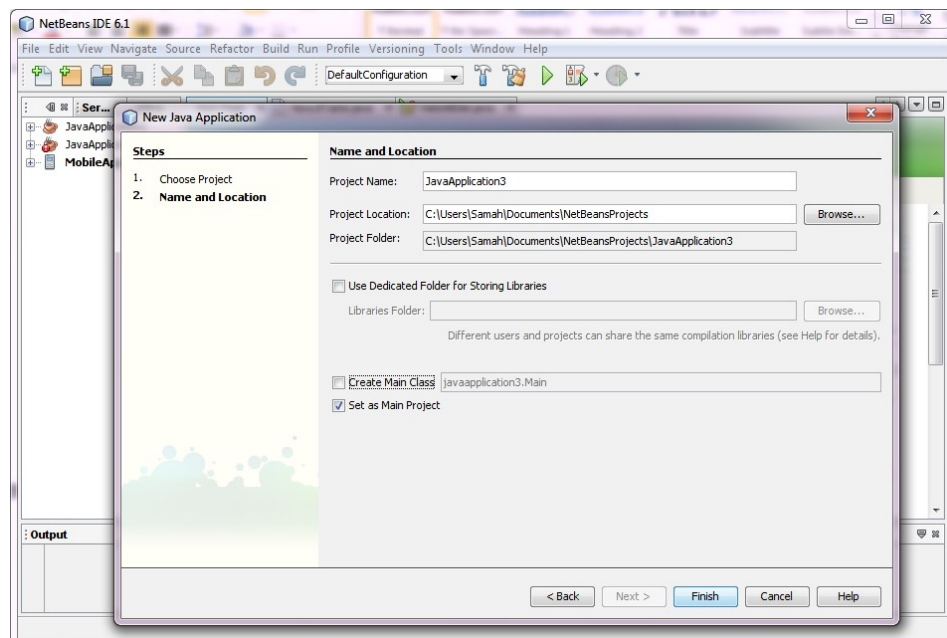 NetBeans IDE 6.1
File Edit View Navigate Source Refactor Build Run Profile Versioning Tools Window Help
DefaultConfiguration
Ser...
New Java Application
JavaAppli
JavaAppli
MobileAp
Steps
1. Choose Project
2. Name and Location
Name and Location
Project Name: JavaApplication3
Project Location: C:\Users\Samah\Documents\NetBeansProjects Browse...
Project Folder: C:\Users\Samah\Documents\NetBeansProjects\JavaApplication3
Use Dedicated Folder for Storing Libraries
Libraries Folder: Browse...
Different users and projects can share the same compilation libraries (see Help for details).
Create Main Class javaapplication3.Main
Set as Main Project
Output
< Back Next > Finish Cancel Help